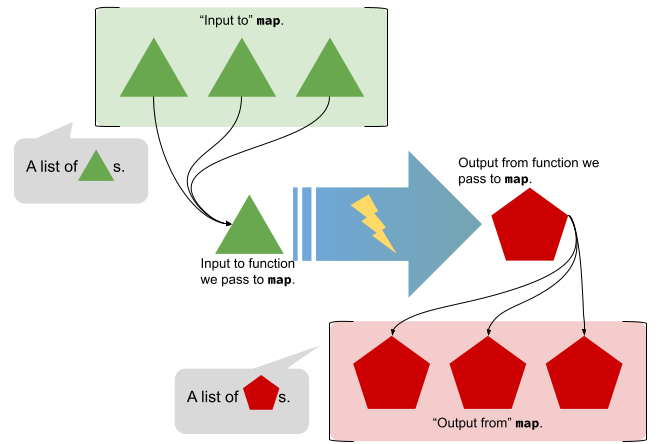 “Input to” map.
A list of s.
Output from function we
pass to map.
Input to function
we pass to map.
A list of s.
“Output from” map.